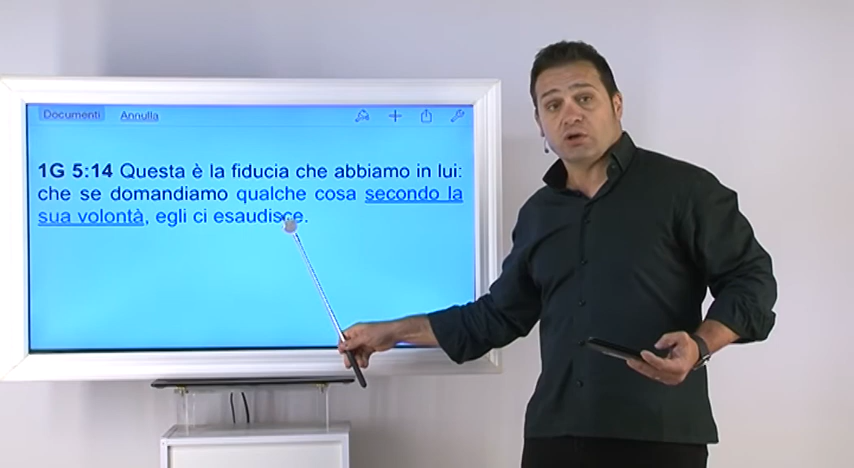 Documenti Annulla
1G 5:14 Questa è la fiducia che abbiamo in lui:
che se domandiamo qualche cosa secondo la
sua volontà, egli ci esaudisce.